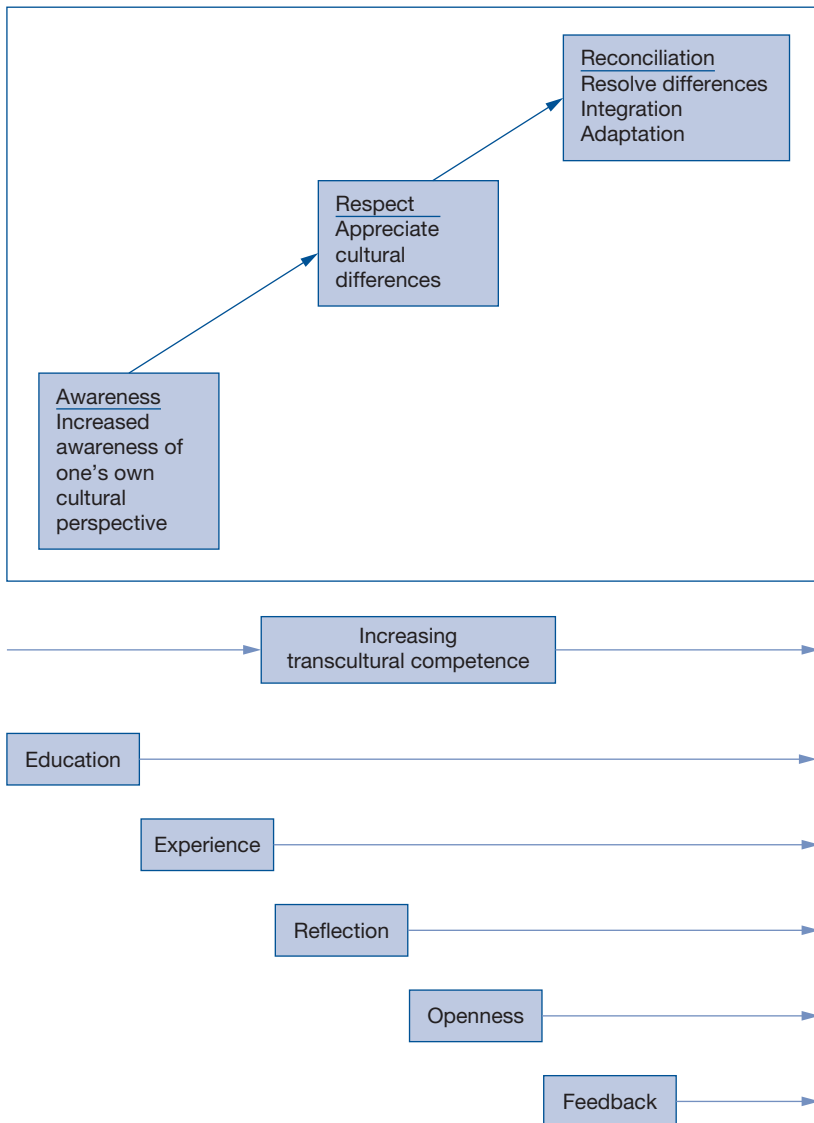 Reconciliation
Resolve differences
Integration
Adaptation
Respect
Appreciate
cultural
differences
Awareness
Increased
awareness of
one's own
cultural
perspective
Increasing
transcultural competence
Education
Experience
Reflection
Openness
Feedback